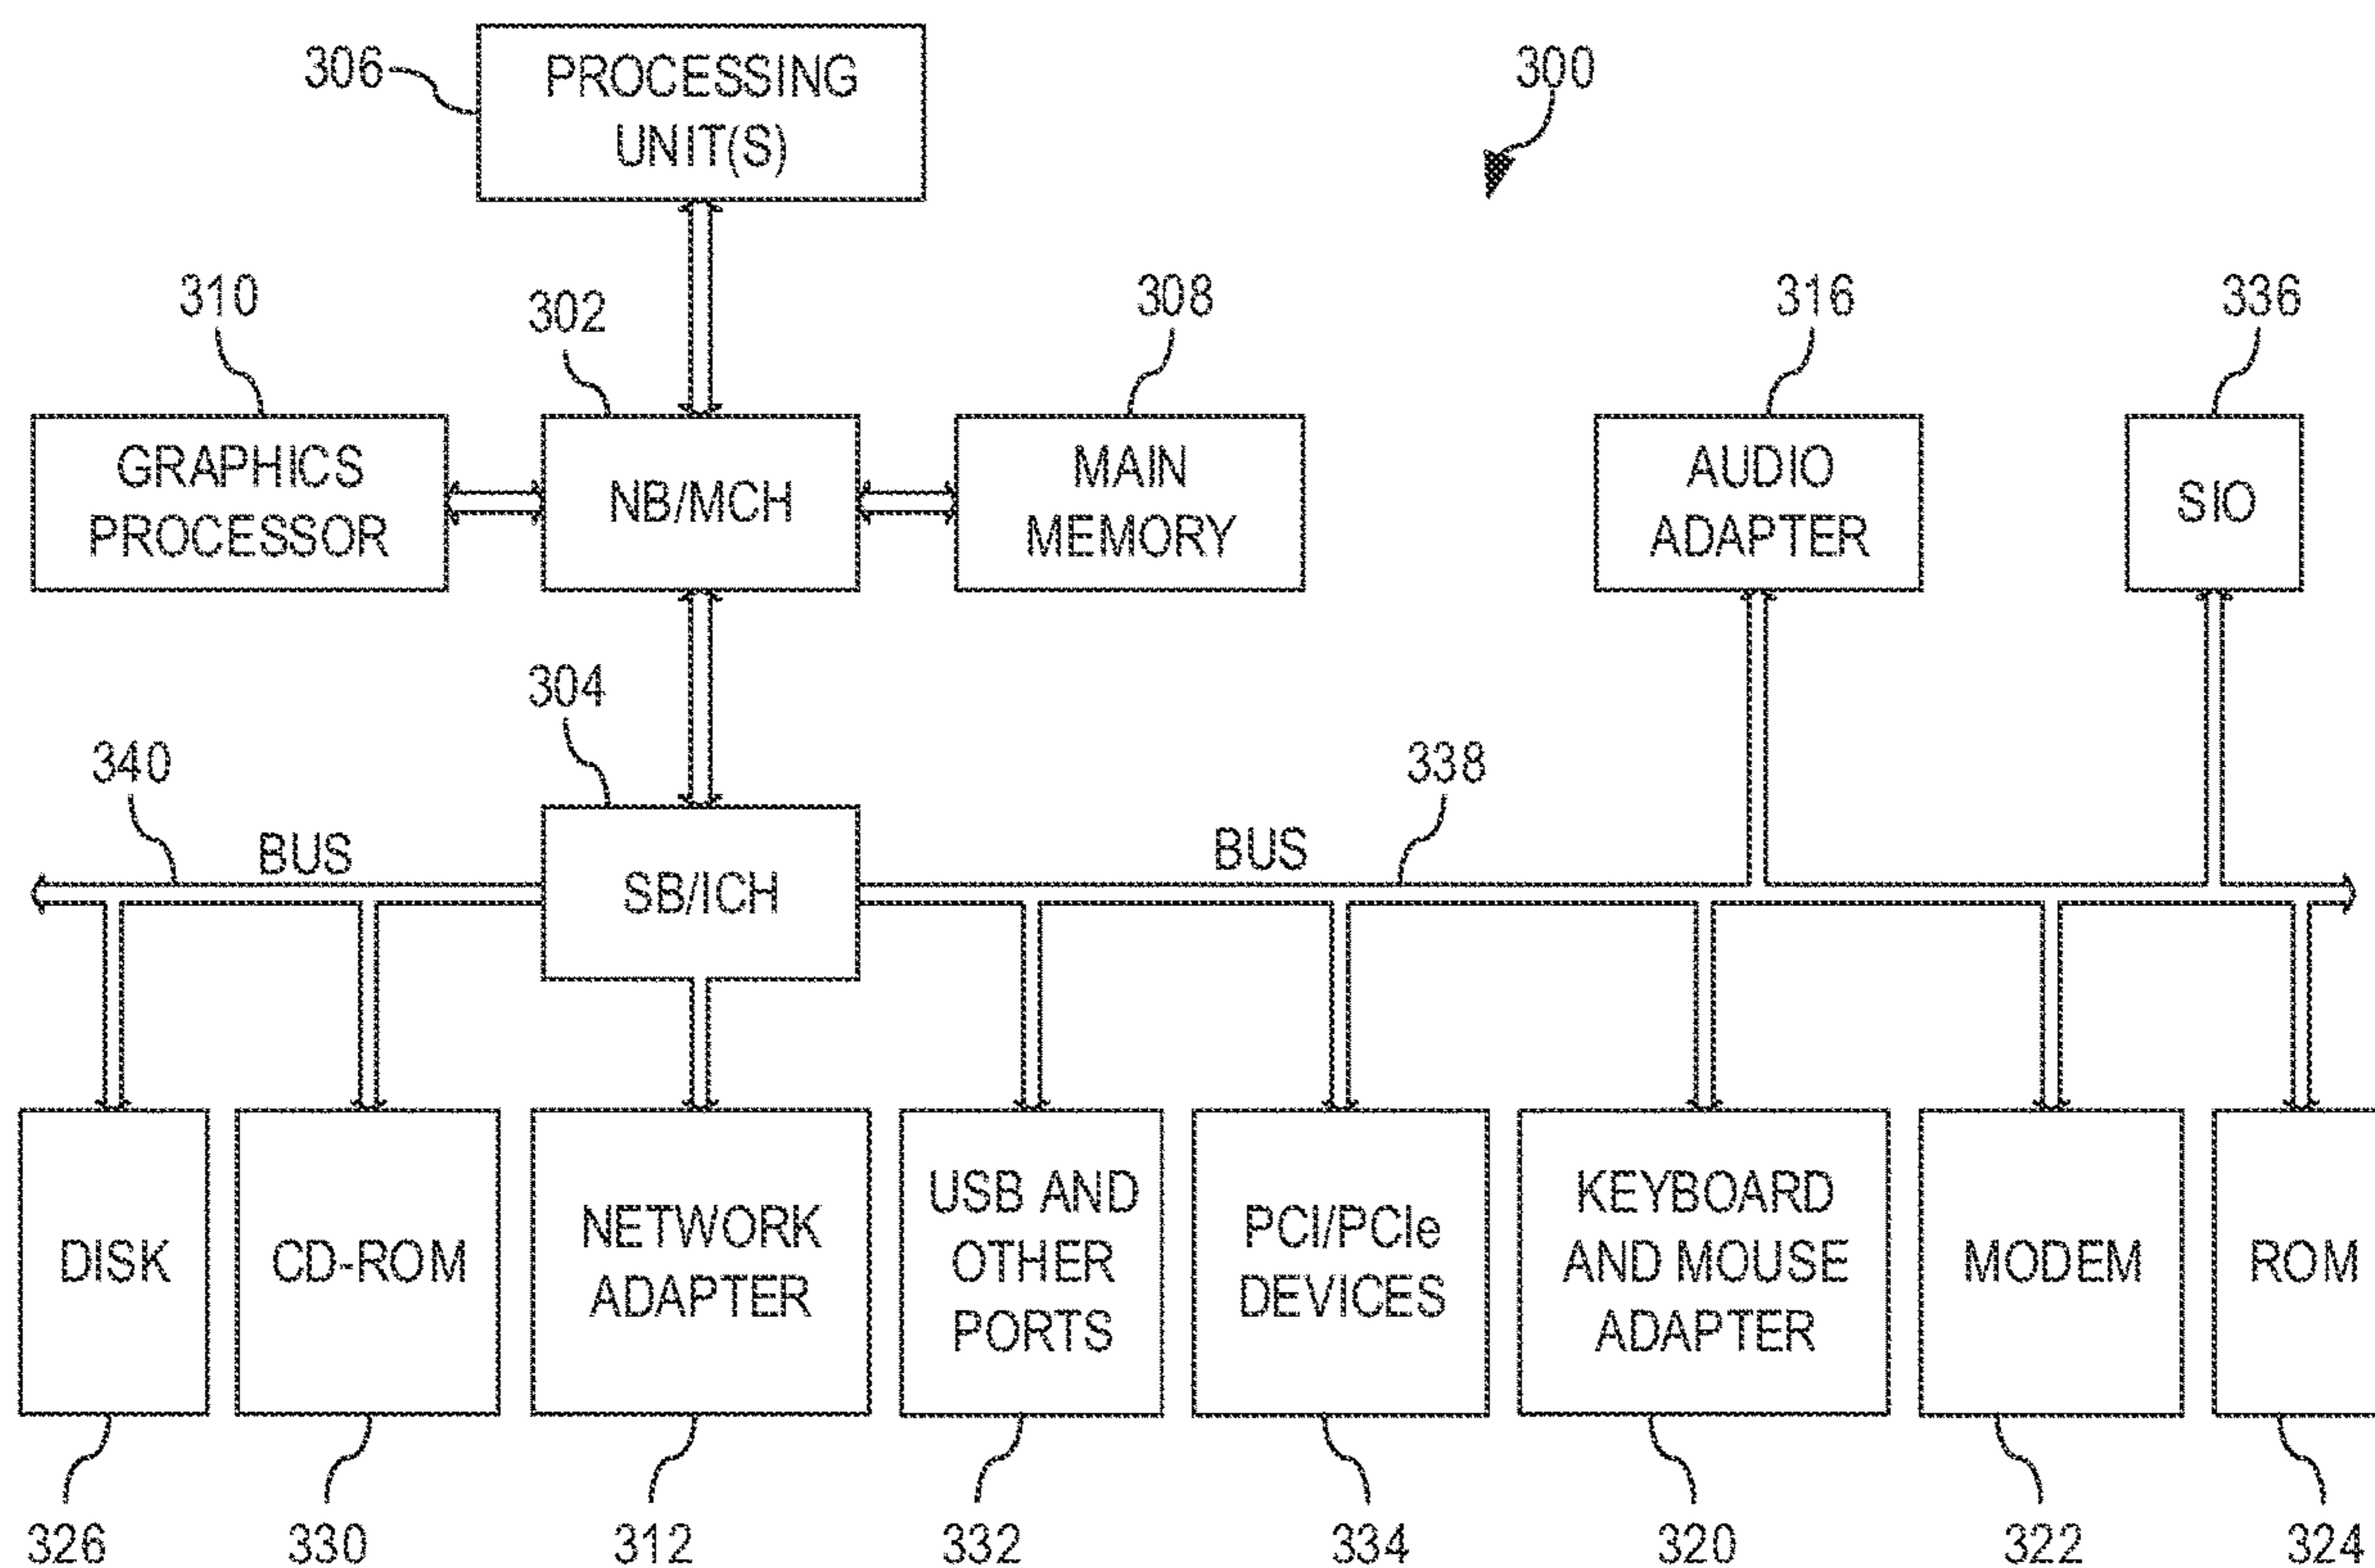 306
PROCESSING
UNIT(S)
300
310
302
308
316
336
GRAPHICS
PROCESSOR
NB/MCH
MAIN
MEMORY
AUDIO
ADAPTER
SIO
304
340
338
BUS
BUS
SB/ICH
DISK
CD-ROM
NETWORK
ADAPTER
USB AND
OTHER
PORTS
PCI/PCIe
DEVICES
KEYBOARD
AND MOUSE
ADAPTER
MODEM
ROM
326
330
312
332
334
320
322
324